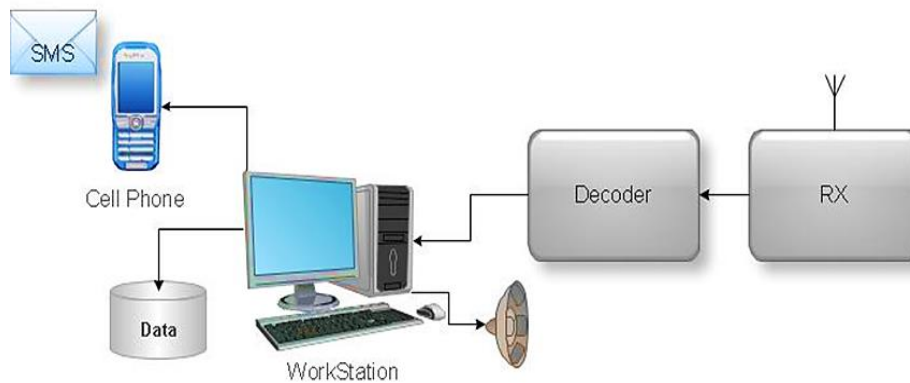 SMS
Cell Phone
Decoder
RX
Data
WorkStation